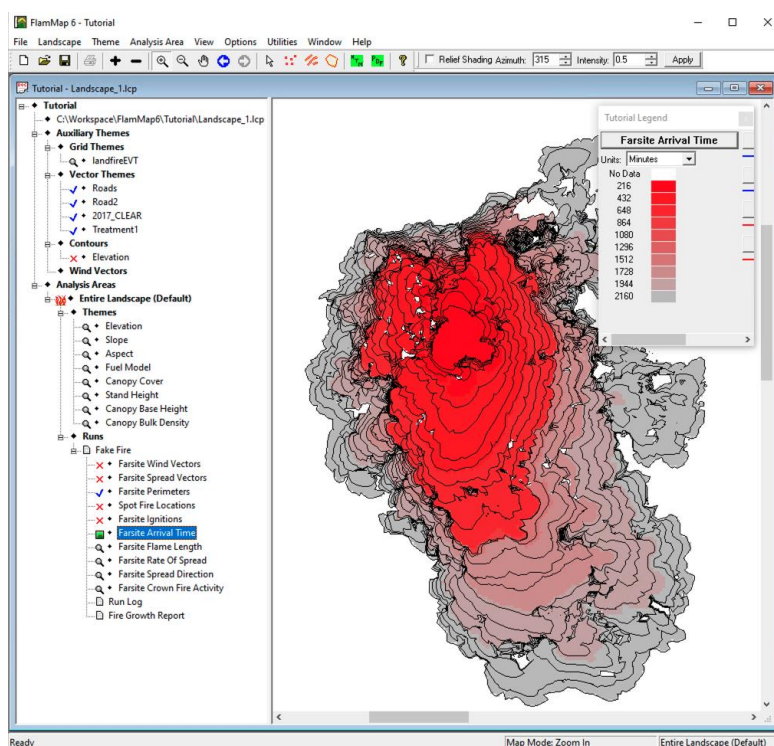 FlamMap 6 - Tutorial
File Landscape Theme Analysis Area View Options Utilities Window Help
Relief Shading Azimuth: 315 Intensity: 0.5 Apply
Tutorial - Landscape_1.lcp
Tutorial
C:\Workspace\FlamMap6\Tutorial\Landscape_1.lcp
Auxiliary Themes
Grid Themes
landfireEVT
Vector Themes
Roads
Road2
2017_CLEAR
Treatment1
Contours
Elevation
Wind Vectors
Analysis Areas
Entire Landscape (Default)
Themes
Elevation
Slope
Aspect
Fuel Model
Canopy Cover
Stand Height
Canopy Base Height
Canopy Bulk Density
Runs
Fake Fire
Farsite Wind Vectors
Farsite Spread Vectors
Farsite Perimeters
Spot Fire Locations
Farsite Ignitions
Farsite Arrival Time
Farsite Flame Length
Farsite Rate Of Spread
Farsite Spread Direction
Farsite Crown Fire Activity
Run Log
Fire Growth Report
Tutorial Legend
Farsite Arrival Time
Units: Minutes
No Data
216
432
648
864
1080
1296
1512
1728
1944
2160
Ready Map Mode: Zoom In Entire Landscape (Default)